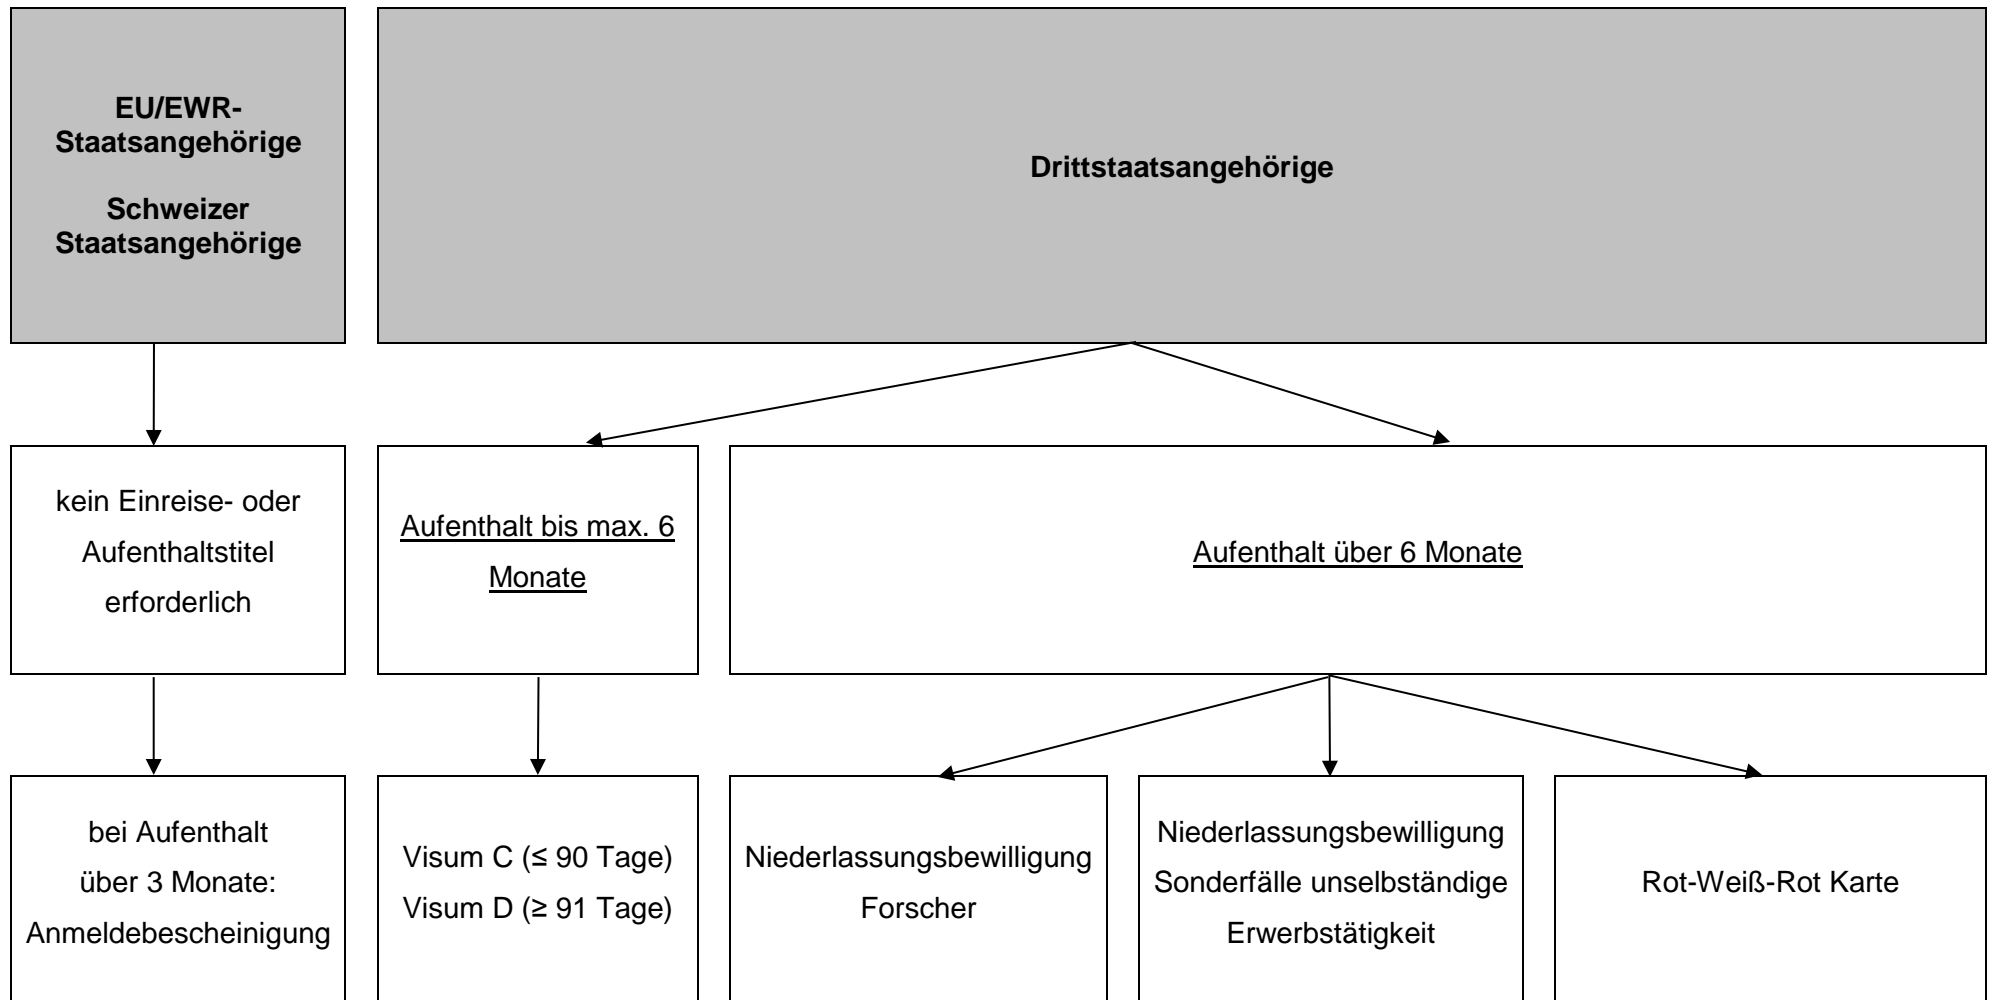 EU/EWR-
Staatsangehörige
Schweizer
Staatsangehörige
Drittstaatsangehörige
kein Einreise- oder
Aufenthaltstitel
erforderlich
Aufenthalt bis max. 6
Monate
Aufenthalt über 6 Monate
bei Aufenthalt
über 3 Monate:
Anmeldebescheinigung
Visum C (≤ 90 Tage)
Visum D (≥ 91 Tage)
Niederlassungsbewilligung
Forscher
Niederlassungsbewilligung
Sonderfälle unselbständige
Erwerbstätigkeit
Rot-Weiß-Rot Karte